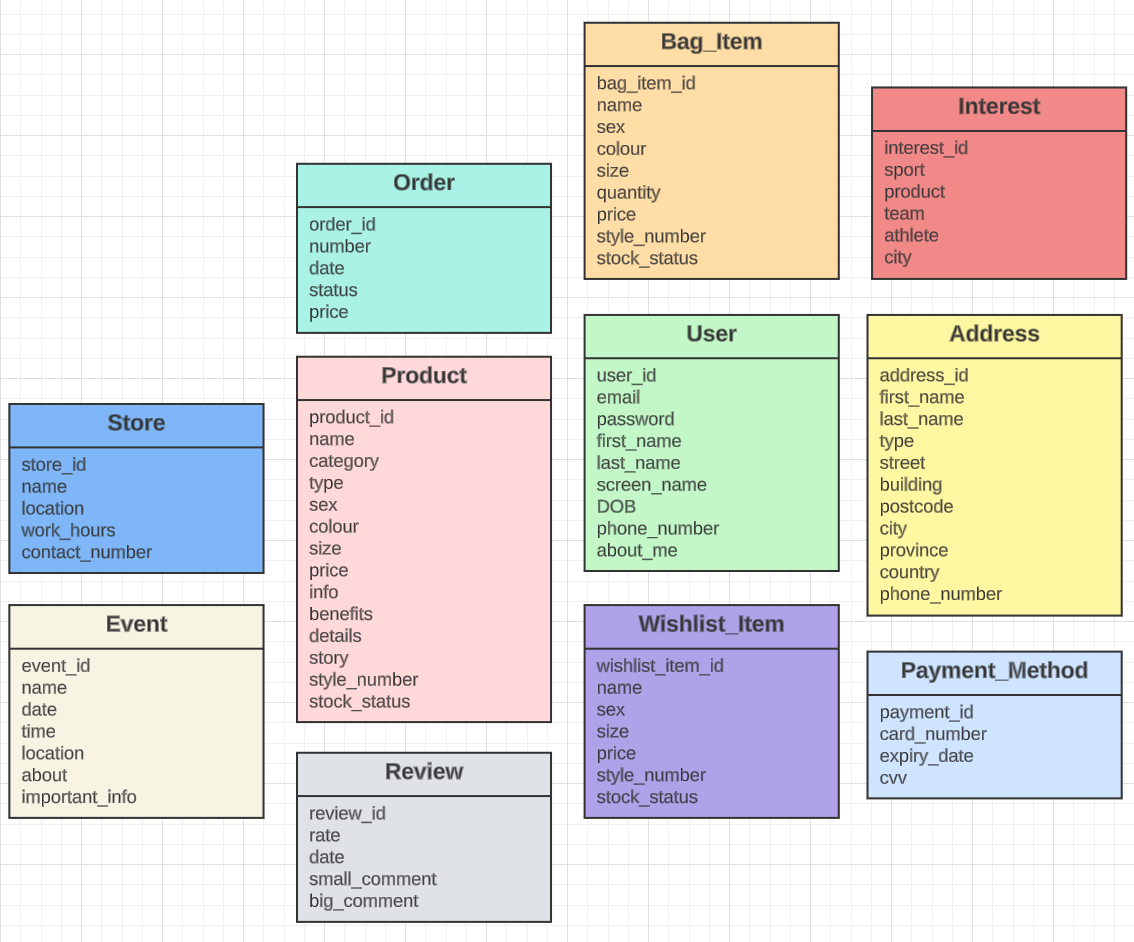 Bag_Item
bag_item_id
name
sex
colour
size
quantity
price
style_number
stock_status
Interest
interest_id
sport
product
team
athlete
city
Order
order_id
number
date
status
price
User
user_id
email
password
first_name
last_name
screen_name
DOB
phone_number
about_me
Address
address_id
first_name
last_name
type
street
building
postcode
city
province
country
phone_number
Product
product_id
name
category
type
sex
colour
size
price
info
benefits
details
story
style_number
stock_status
Store
store_id
name
location
work_hours
contact_number
Event
event_id
name
date
time
location
about
important_info
Wishlist_Item
wishlist_item_id
name
sex
size
price
style_number
stock_status
Payment_Method
payment_id
card_number
expiry_date
cvv
Review
review_id
rate
date
small_comment
big_comment